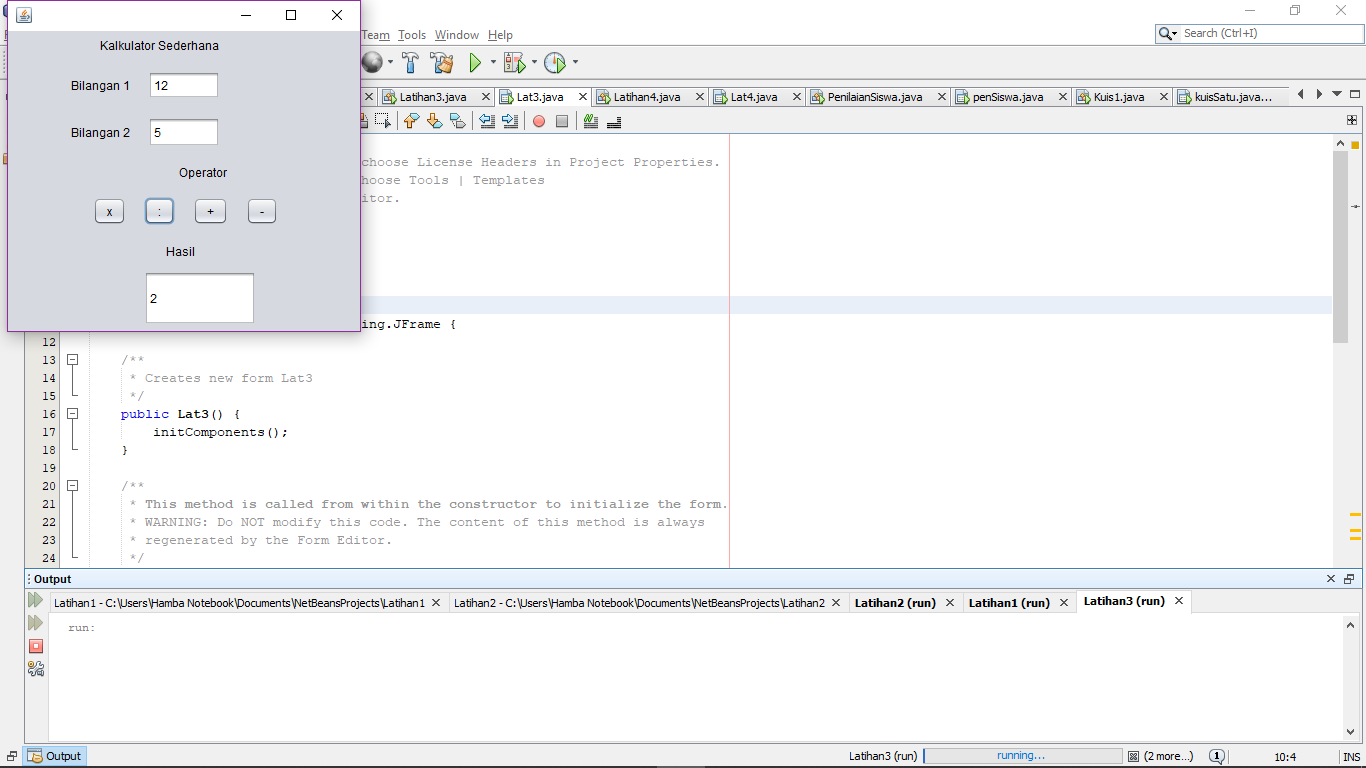 Kalkulator Sederhana
Bilangan 1 12
Bilangan 2 5
Operator
x : + -
Hasil
2
Team Tools Window Help
Search (Ctrl+I)
Latihan3.java Lat3.java Latihan4.java Lat4.java PenilaianSiswa.java penSiswa.java Kuis1.java kuisSatu.java...
choose License Headers in Project Properties.
hoose Tools | Templates
itor.
ing.JFrame {
12
13 /**
14 * Creates new form Lat3
15 */
16 public Lat3() {
17 initComponents();
18 }
19
20 /**
21 * This method is called from within the constructor to initialize the form.
22 * WARNING: Do NOT modify this code. The content of this method is always
23 * regenerated by the Form Editor.
24 */
Output
Latihan1 - C:\Users\Hamba Notebook\Documents\NetBeansProjects\Latihan1 Latihan2 - C:\Users\Hamba Notebook\Documents\NetBeansProjects\Latihan2 Latihan2 (run) Latihan1 (run) Latihan3 (run)
run:
Output Latihan3 (run) running... (2 more...) 1 10:4 INS